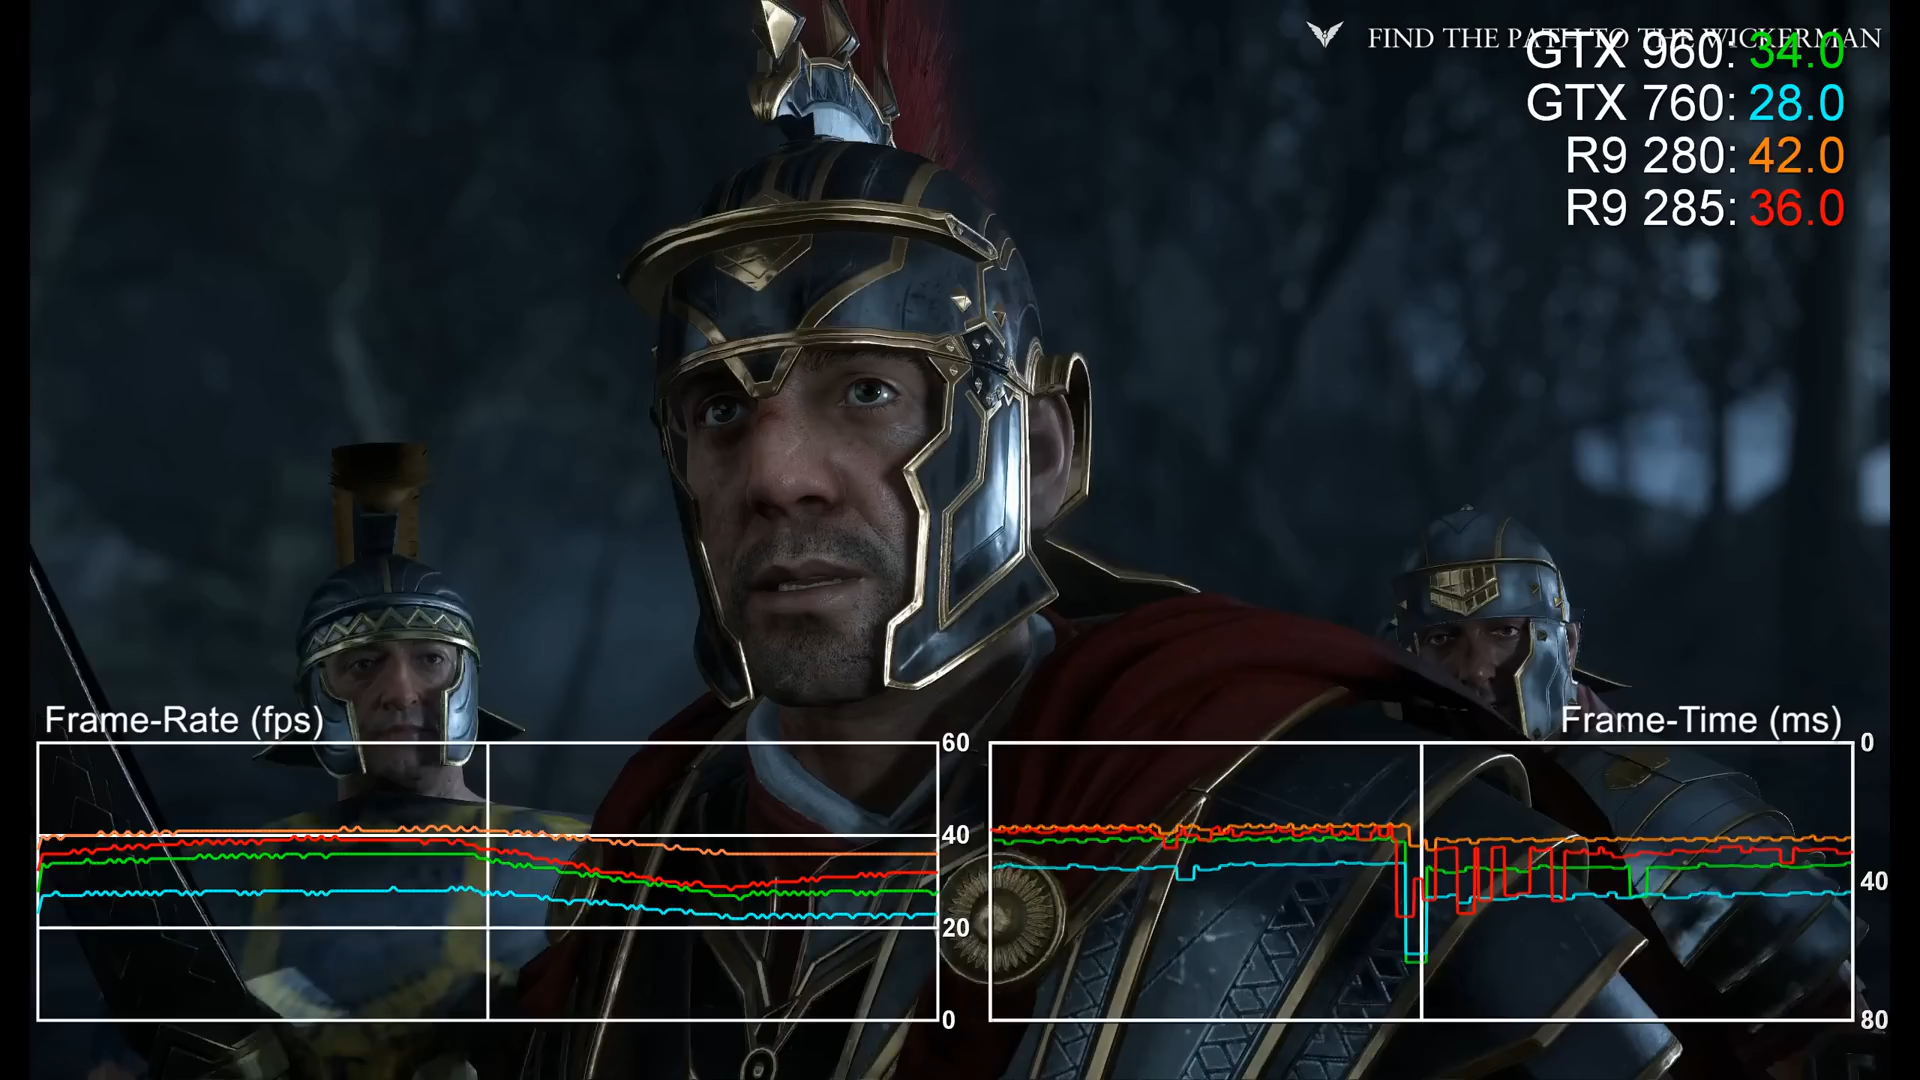 FIND THE PATH TO THE WICKERMAN
GTX 960: 34.0
GTX 760: 28.0
R9 280: 42.0
R9 285: 36.0
Frame-Rate (fps)
60
40
20
0
Frame-Time (ms)
0
40
80